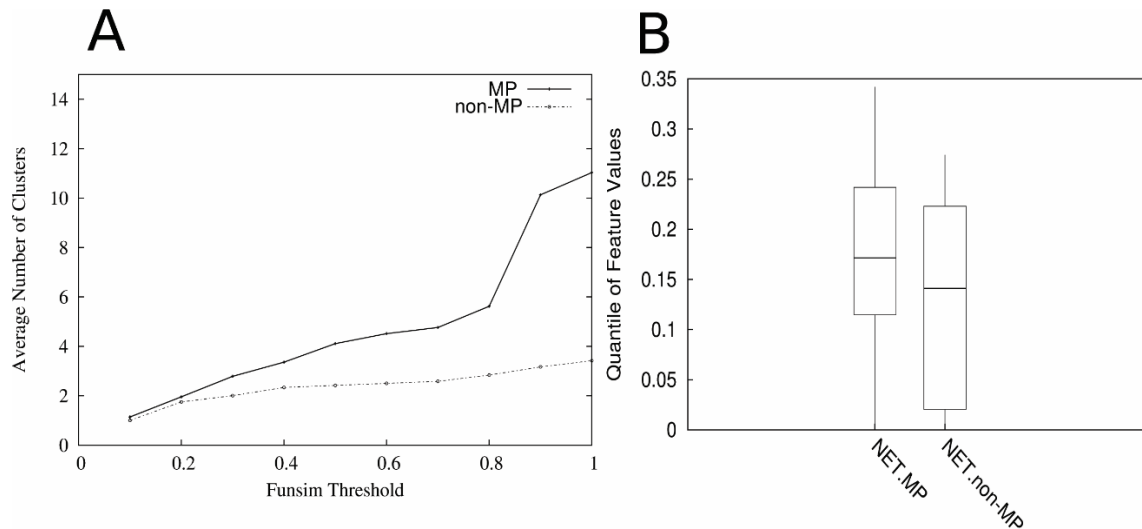 A
MP
non-MP
14
12
10
8
6
4
2
0
0
0.2
0.4
0.6
0.8
1
Average Number of Clusters
Funsim Threshold
B
0.35
0.3
0.25
0.2
0.15
0.1
0.05
0
Quantile of Feature Values
NET.MP
NET.non-MP